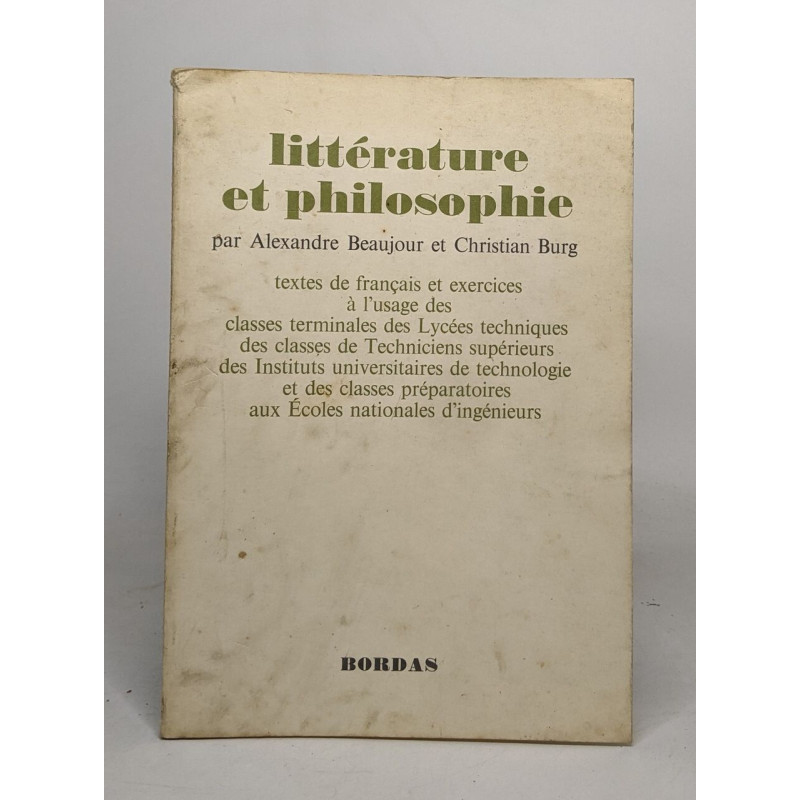 littérature
et philosophie
par Alexandre Beaujour et Christian Burg
textes de français et exercices
à l'usage des
classes terminales des Lycées techniques
des classes de Techniciens supérieurs
des Instituts universitaires de technologie
et des classes préparatoires
aux Écoles nationales d'ingénieurs
BORDAS